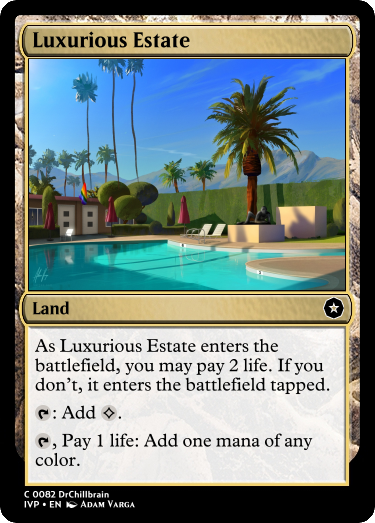 Luxurious Estate
Land
As Luxurious Estate enters the
battlefield, you may pay 2 life. If you
don't, it enters the battlefield tapped.
: Add .
, Pay 1 life: Add one mana of any
color.
C 0082 DrChillbrain
IVP • EN Adam Varga